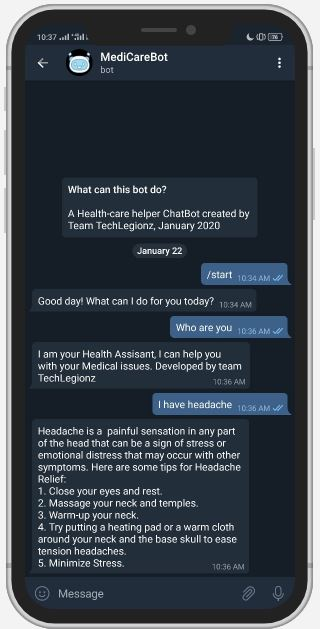 10:37
76
MediCareBot
bot
What can this bot do?
A Health-care helper ChatBot created by
Team TechLegionz, January 2020
January 22
/start 10:34 AM
Good day! What can I do for you today? 10:34 AM
Who are you 10:36 AM
I am your Health Assisant, I can help you
with your Medical issues. Developed by team
TechLegionz 10:36 AM
I have headache 10:36 AM
Headache is a painful sensation in any part
of the head that can be a sign of stress or
emotional distress that may occur with other
symptoms. Here are some tips for Headache
Relief:
1. Close your eyes and rest.
2. Massage your neck and temples.
3. Warm-up your neck.
4. Try putting a heating pad or a warm cloth
around your neck and the base skull to ease
tension headaches.
5. Minimize Stress. 10:36 AM
Message